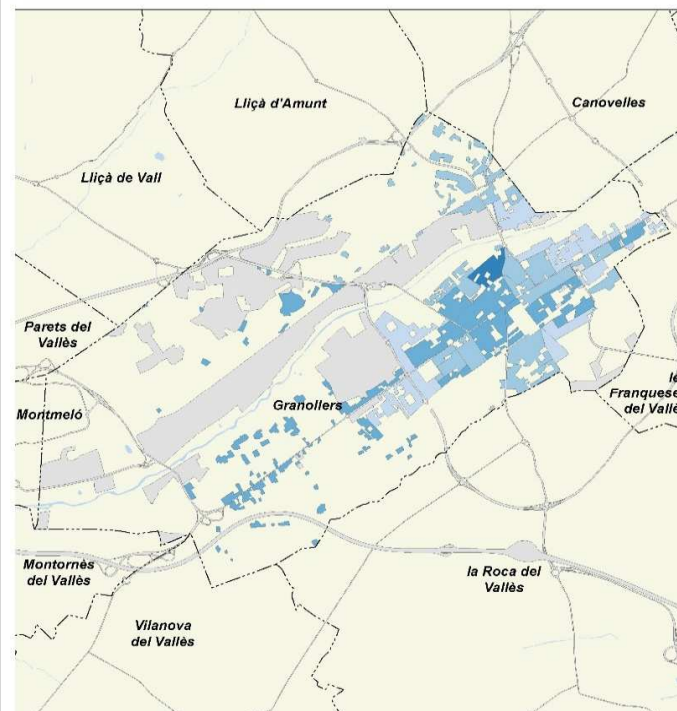 Lliçà d'Amunt
Canovelles
Lliçà de Vall
Parets del
Vallès
Montmeló
Granollers
Franquese
del Vallè
Montornès
del Vallès
la Roca del
Vallès
Vilanova
del Vallès